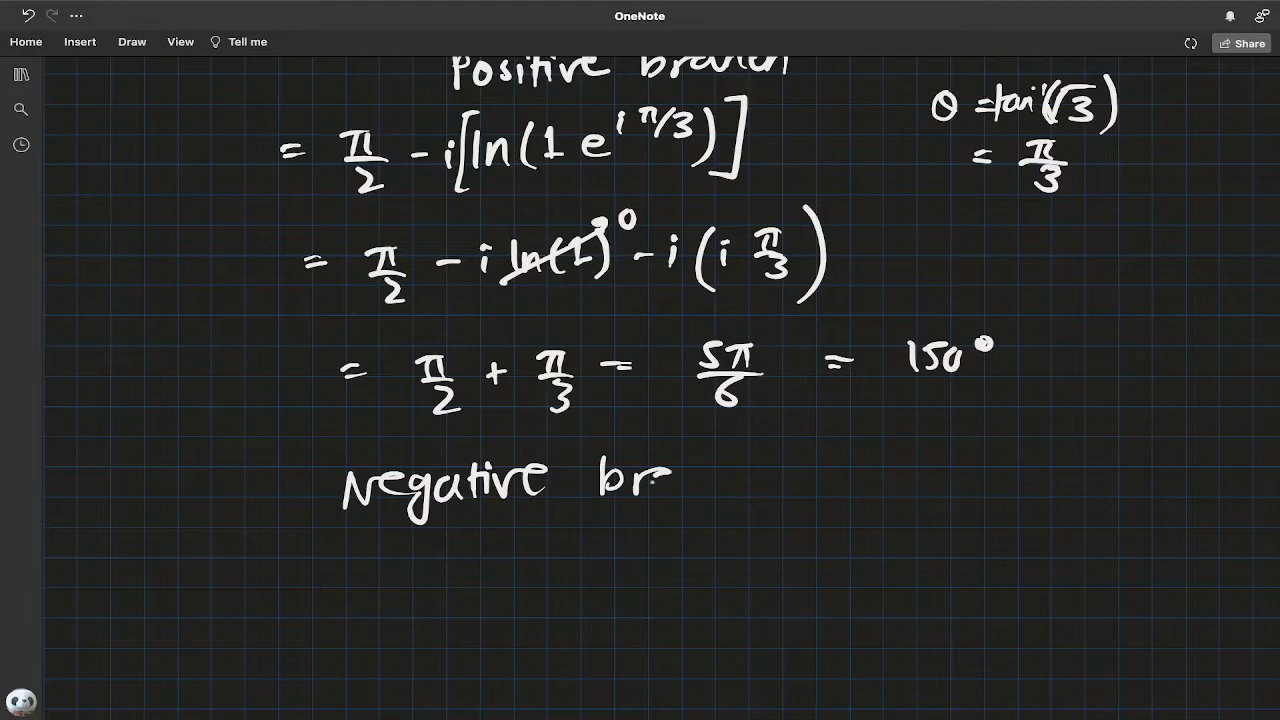 OneNote
Home Insert Draw View Tell me
Share
Positive branch
= π/2 - i[ln(1 e^{iπ/3})]
θ = tan⁻¹(√3)
= π/3
= π/2 - i ln(1)→0 - i(i π/3)
= π/2 + π/3 = 5π/6 = 150°
Negative br